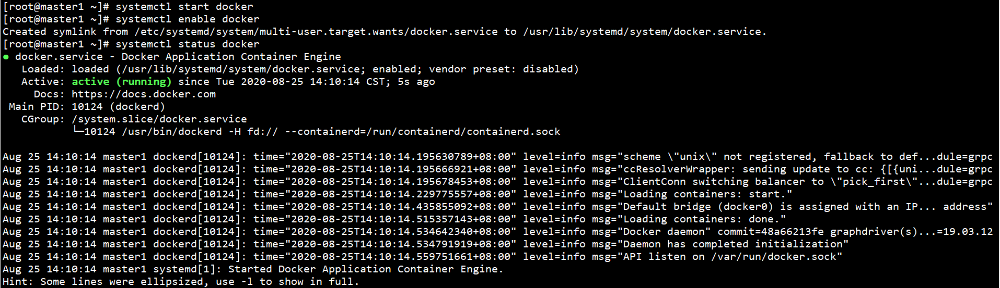 [root@master1 ~]# systemctl start docker
[root@master1 ~]# systemctl enable docker
Created symlink from /etc/systemd/system/multi-user.target.wants/docker.service to /usr/lib/systemd/system/docker.service.
[root@master1 ~]# systemctl status docker
● docker.service - Docker Application Container Engine
   Loaded: loaded (/usr/lib/systemd/system/docker.service; enabled; vendor preset: disabled)
   Active: active (running) since Tue 2020-08-25 14:10:14 CST; 5s ago
     Docs: https://docs.docker.com
 Main PID: 10124 (dockerd)
   CGroup: /system.slice/docker.service
           └─10124 /usr/bin/dockerd -H fd:// --containerd=/run/containerd/containerd.sock

Aug 25 14:10:14 master1 dockerd[10124]: time="2020-08-25T14:10:14.195630789+08:00" level=info msg="scheme \"unix\" not registered, fallback to def...dule=grpc
Aug 25 14:10:14 master1 dockerd[10124]: time="2020-08-25T14:10:14.195666921+08:00" level=info msg="ccResolverWrapper: sending update to cc: {[{uni...dule=grpc
Aug 25 14:10:14 master1 dockerd[10124]: time="2020-08-25T14:10:14.195678453+08:00" level=info msg="ClientConn switching balancer to \"pick_first\"...dule=grpc
Aug 25 14:10:14 master1 dockerd[10124]: time="2020-08-25T14:10:14.229775557+08:00" level=info msg="Loading containers: start."
Aug 25 14:10:14 master1 dockerd[10124]: time="2020-08-25T14:10:14.435855092+08:00" level=info msg="Default bridge (docker0) is assigned with an IP... address"
Aug 25 14:10:14 master1 dockerd[10124]: time="2020-08-25T14:10:14.515357143+08:00" level=info msg="Loading containers: done."
Aug 25 14:10:14 master1 dockerd[10124]: time="2020-08-25T14:10:14.534642340+08:00" level=info msg="Docker daemon" commit=48a66213fe graphdriver(s)...=19.03.12
Aug 25 14:10:14 master1 dockerd[10124]: time="2020-08-25T14:10:14.534791919+08:00" level=info msg="Daemon has completed initialization"
Aug 25 14:10:14 master1 dockerd[10124]: time="2020-08-25T14:10:14.559751661+08:00" level=info msg="API listen on /var/run/docker.sock"
Aug 25 14:10:14 master1 systemd[1]: Started Docker Application Container Engine.
Hint: Some lines were ellipsized, use -l to show in full.